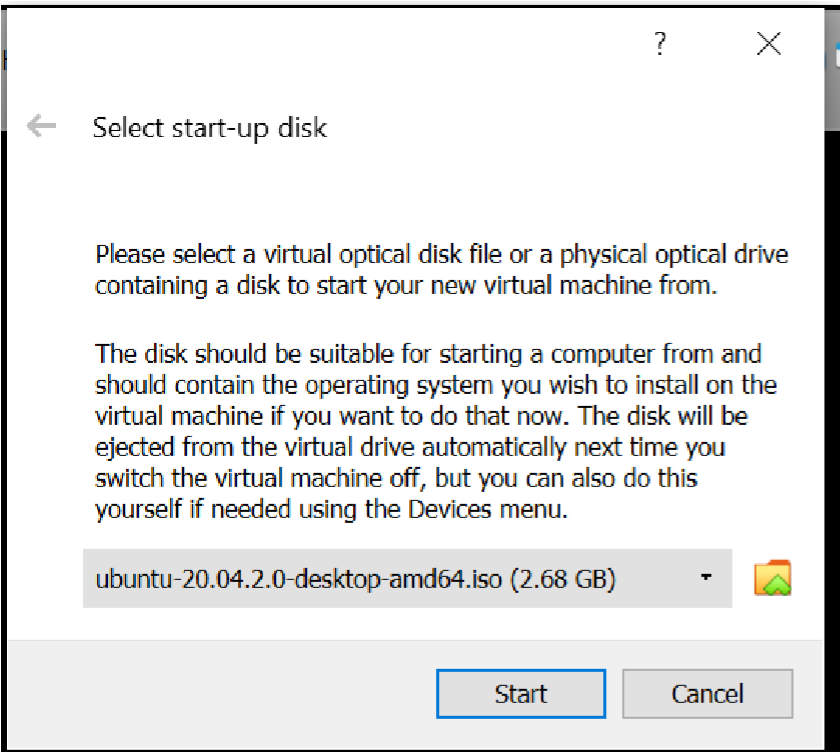 ?
Select start-up disk
Please select a virtual optical disk file or a physical optical drive
containing a disk to start your new virtual machine from.
The disk should be suitable for starting a computer from and
should contain the operating system you wish to install on the
virtual machine if you want to do that now. The disk will be
ejected from the virtual drive automatically next time you
switch the virtual machine off, but you can also do this
yourself if needed using the Devices menu.
ubuntu-20.04.2.0-desktop-amd64.iso (2.68 GB)
Start
Cancel